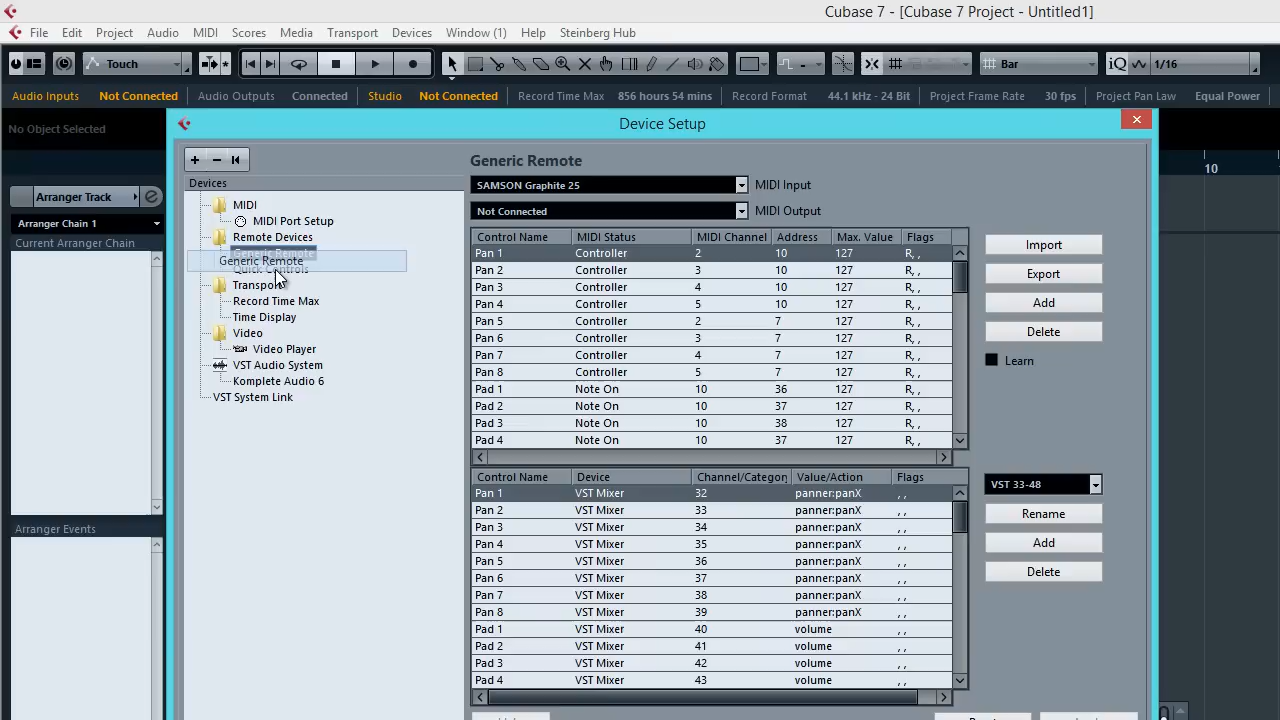 Cubase 7 - [Cubase 7 Project - Untitled1]
File Edit Project Audio MIDI Scores Media Transport Devices Window (1) Help Steinberg Hub
Touch Bar iQ 1/16
Audio Inputs Not Connected Audio Outputs Connected Studio Not Connected Record Time Max 856 hours 54 mins Record Format 44.1 kHz - 24 Bit Project Frame Rate 30 fps Project Pan Law Equal Power
No Object Selected
Device Setup
10
Arranger Track
Arranger Chain 1
Current Arranger Chain
Arranger Events
Devices
MIDI
MIDI Port Setup
Remote Devices
Generic Remote
Generic Remote
Quick Controls
Transport
Record Time Max
Time Display
Video
Video Player
VST Audio System
Komplete Audio 6
VST System Link
Generic Remote
SAMSON Graphite 25 MIDI Input
Not Connected MIDI Output
Control Name MIDI Status MIDI Channel Address Max. Value Flags
Pan 1 Controller 2 10 127 R, ,
Pan 2 Controller 3 10 127 R, ,
Pan 3 Controller 4 10 127 R, ,
Pan 4 Controller 5 10 127 R, ,
Pan 5 Controller 2 7 127 R, ,
Pan 6 Controller 3 7 127 R, ,
Pan 7 Controller 4 7 127 R, ,
Pan 8 Controller 5 7 127 R, ,
Pad 1 Note On 10 36 127 R, ,
Pad 2 Note On 10 37 127 R, ,
Pad 3 Note On 10 38 127 R, ,
Pad 4 Note On 10 37 127 R, ,
Import
Export
Add
Delete
Learn
Control Name Device Channel/Categor Value/Action Flags
Pan 1 VST Mixer 32 panner:panX , ,
Pan 2 VST Mixer 33 panner:panX , ,
Pan 3 VST Mixer 34 panner:panX , ,
Pan 4 VST Mixer 35 panner:panX , ,
Pan 5 VST Mixer 36 panner:panX , ,
Pan 6 VST Mixer 37 panner:panX , ,
Pan 7 VST Mixer 38 panner:panX , ,
Pan 8 VST Mixer 39 panner:panX , ,
Pad 1 VST Mixer 40 volume , ,
Pad 2 VST Mixer 41 volume , ,
Pad 3 VST Mixer 42 volume , ,
Pad 4 VST Mixer 43 volume , ,
VST 33-48
Rename
Add
Delete